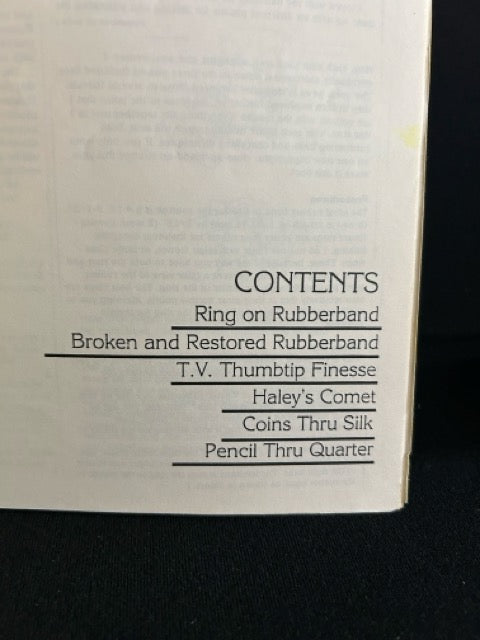 CONTENTS
Ring on Rubberband
Broken and Restored Rubberband
T.V. Thumbtip Finesse
Haley's Comet
Coins Thru Silk
Pencil Thru Quarter